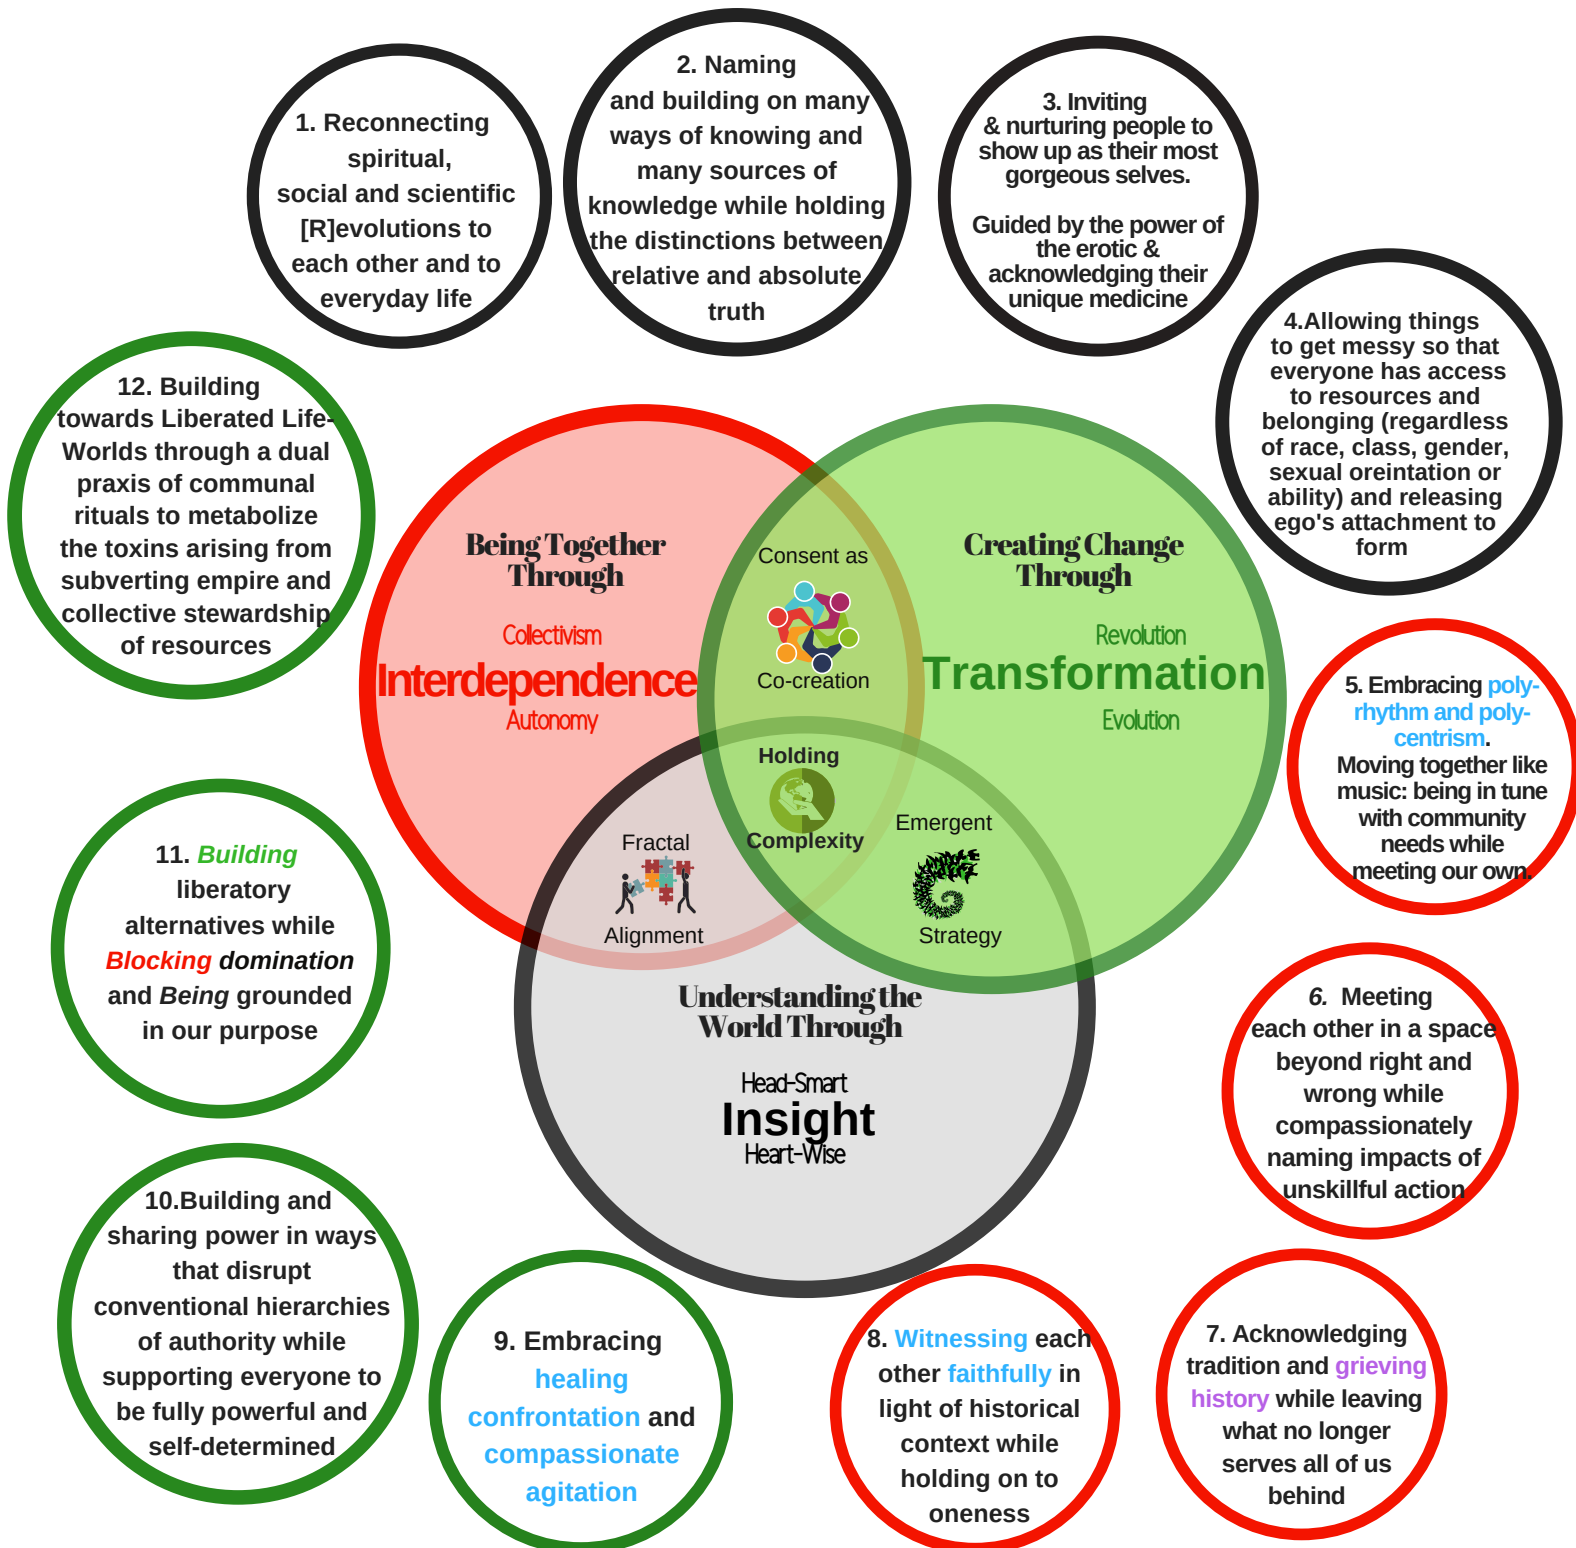 1. Reconnecting
spiritual,
social and scientific
[R]evolutions to
each other and to
everyday life
2. Naming
and building on many
ways of knowing and
many sources of
knowledge while holding
the distinctions between
relative and absolute
truth
3. Inviting
& nurturing people to
show up as their most
gorgeous selves.
Guided by the power of
the erotic &
acknowledging their
unique medicine
4.Allowing things
to get messy so that
everyone has access
to resources and
belonging (regardless
of race, class, gender,
sexual oreintation or
ability) and releasing
ego's attachment to
form
5. Embracing poly-
rhythm and poly-
centrism.
Moving together like
music: being in tune
with community
needs while
meeting our own.
6. Meeting
each other in a space
beyond right and
wrong while
compassionately
naming impacts of
unskillful action
7. Acknowledging
tradition and grieving
history while leaving
what no longer
serves all of us
behind
8. Witnessing each
other faithfully in
light of historical
context while
holding on to
oneness
9. Embracing
healing
confrontation and
compassionate
agitation
10.Building and
sharing power in ways
that disrupt
conventional hierarchies
of authority while
supporting everyone to
be fully powerful and
self-determined
11. Building
liberatory
alternatives while
Blocking domination
and Being grounded
in our purpose
12. Building
towards Liberated Life-
Worlds through a dual
praxis of communal
rituals to metabolize
the toxins arising from
subverting empire and
collective stewardship
of resources
Being Together
Through
Collectivism
Interdependence
Autonomy
Consent as
Co-creation
Creating Change
Through
Revolution
Transformation
Evolution
Holding
Complexity
Fractal
Alignment
Emergent
Strategy
Understanding the
World Through
Head-Smart
Insight
Heart-Wise